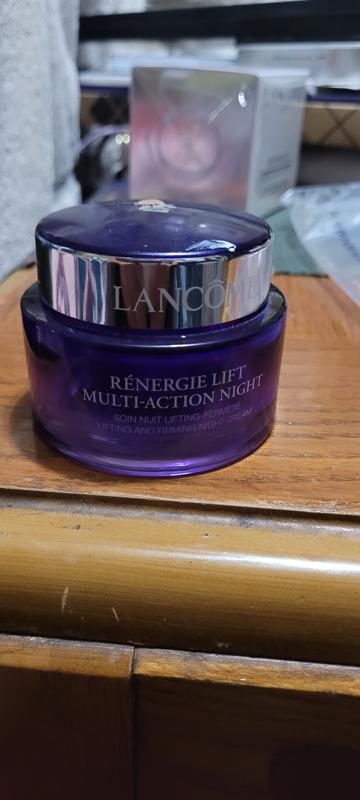 LANCÔME
RÉNERGIE LIFT
MULTI-ACTION NIGHT
SOIN NUIT LIFTING-FERMETÉ
LIFTING AND FIRMING NIGHT CREAM